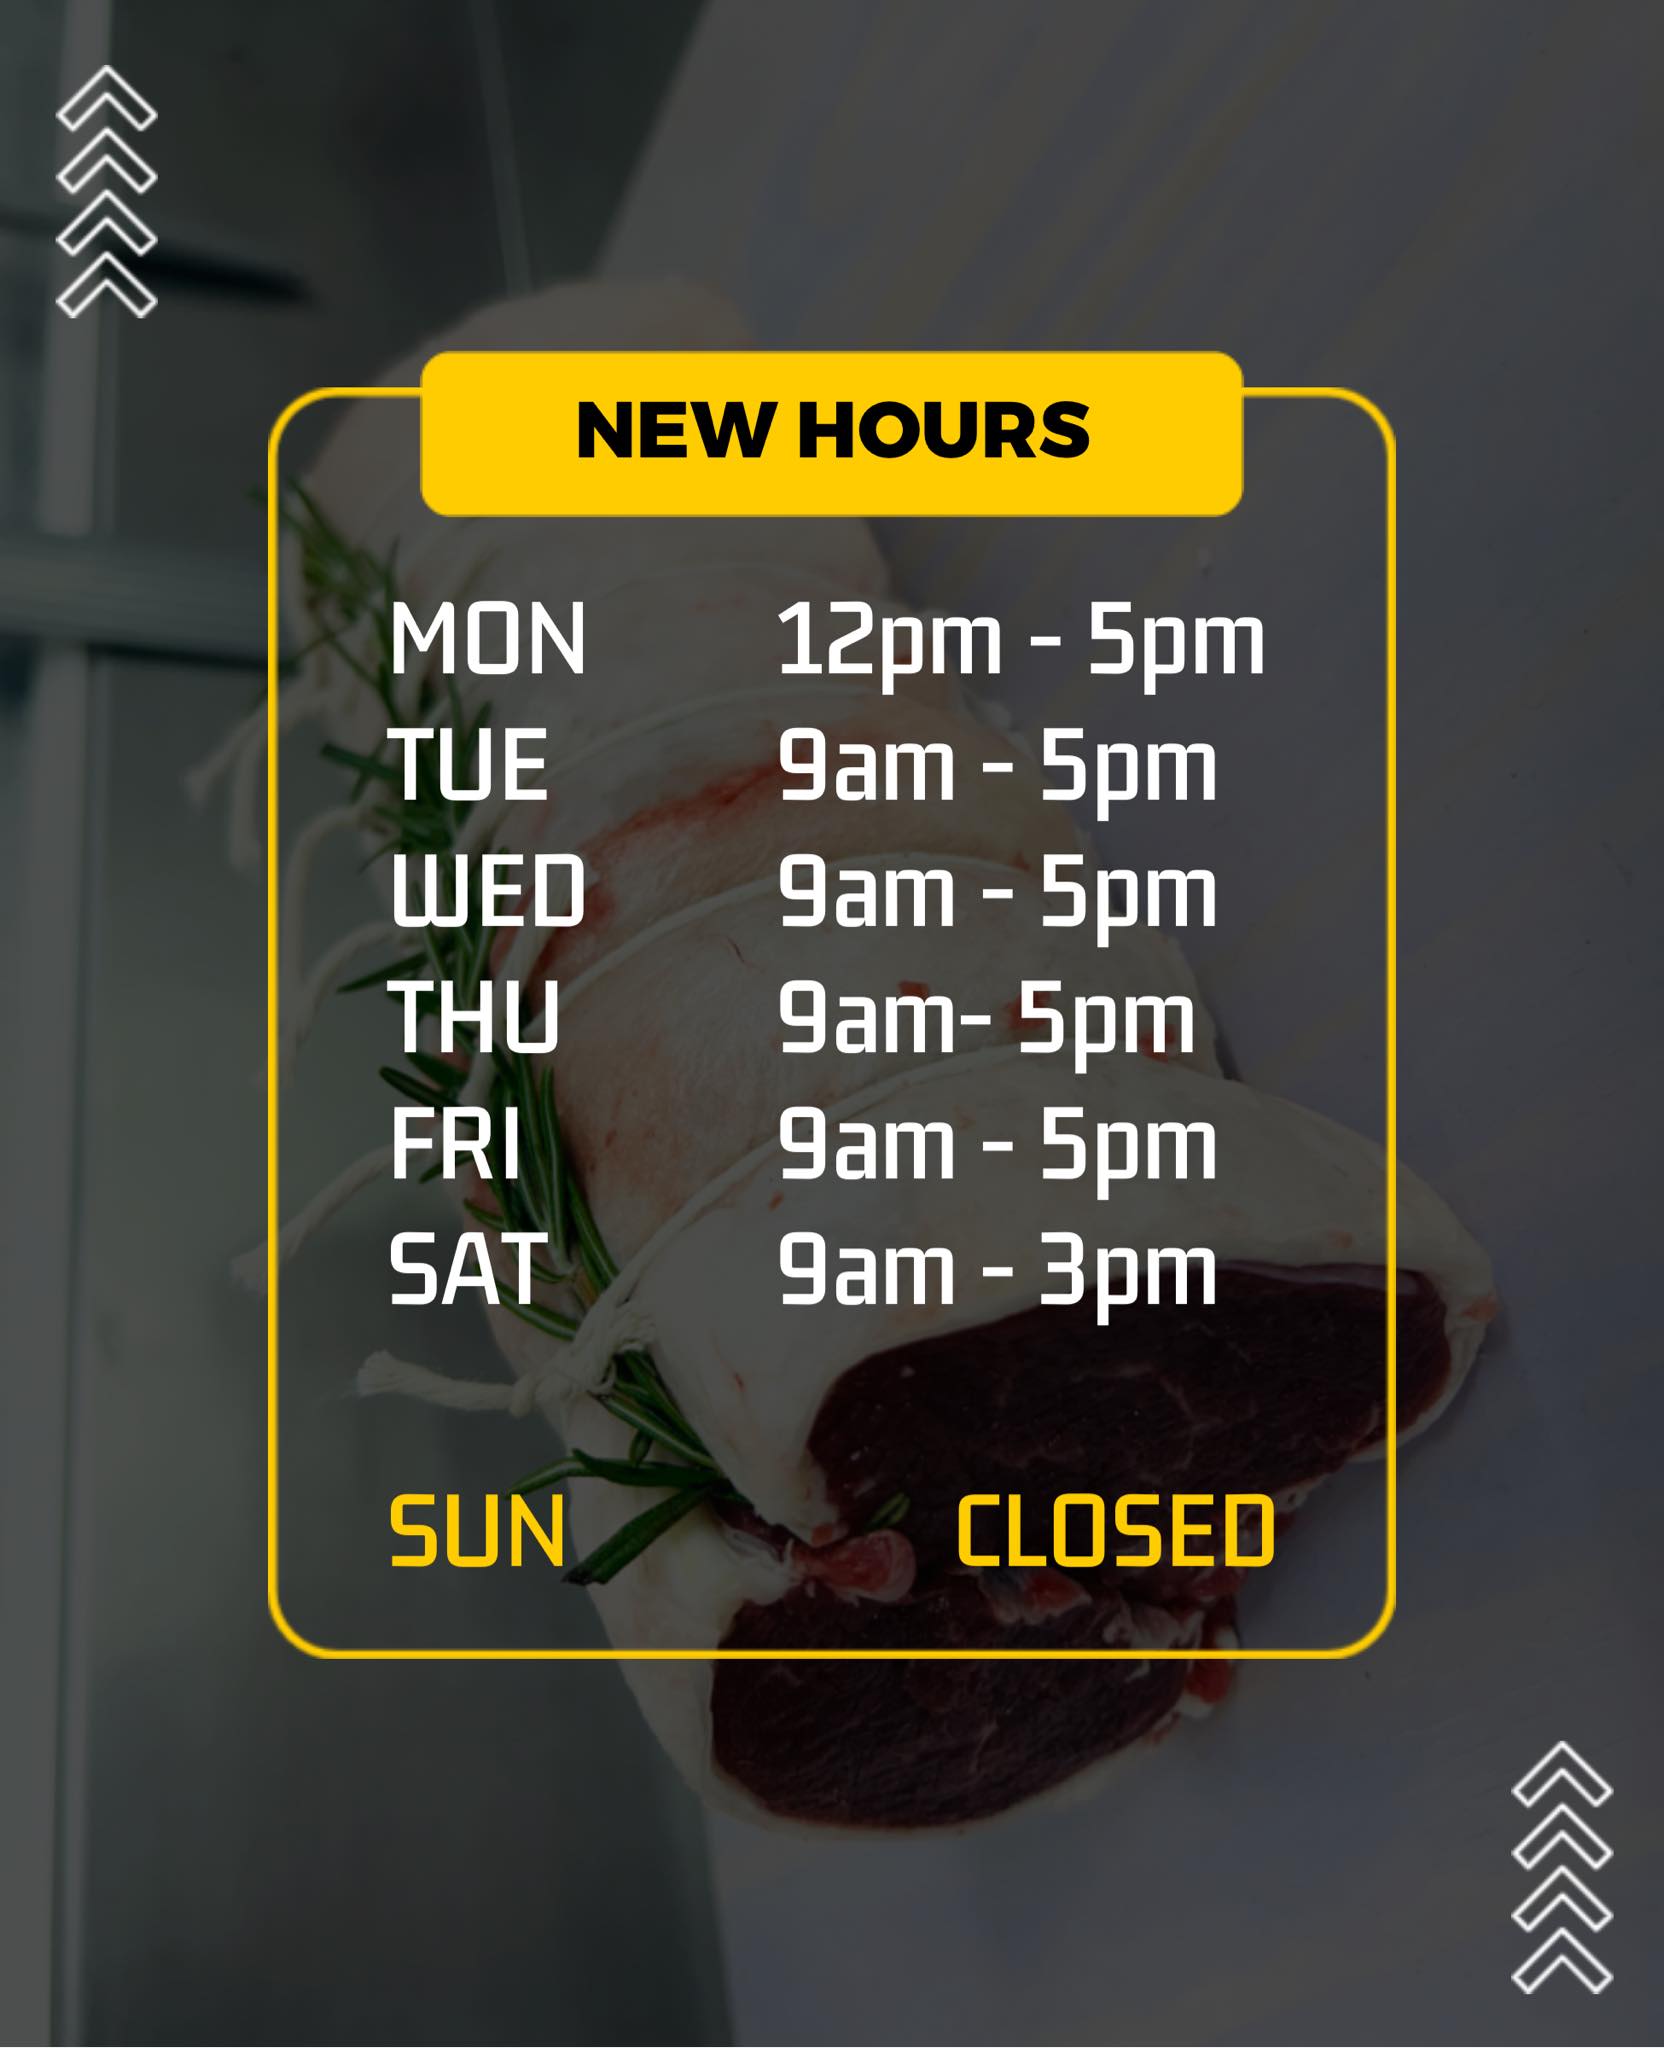 NEW HOURS
MON 12pm - 5pm
TUE 9am - 5pm
WED 9am - 5pm
THU 9am- 5pm
FRI 9am - 5pm
SAT 9am - 3pm
SUN CLOSED